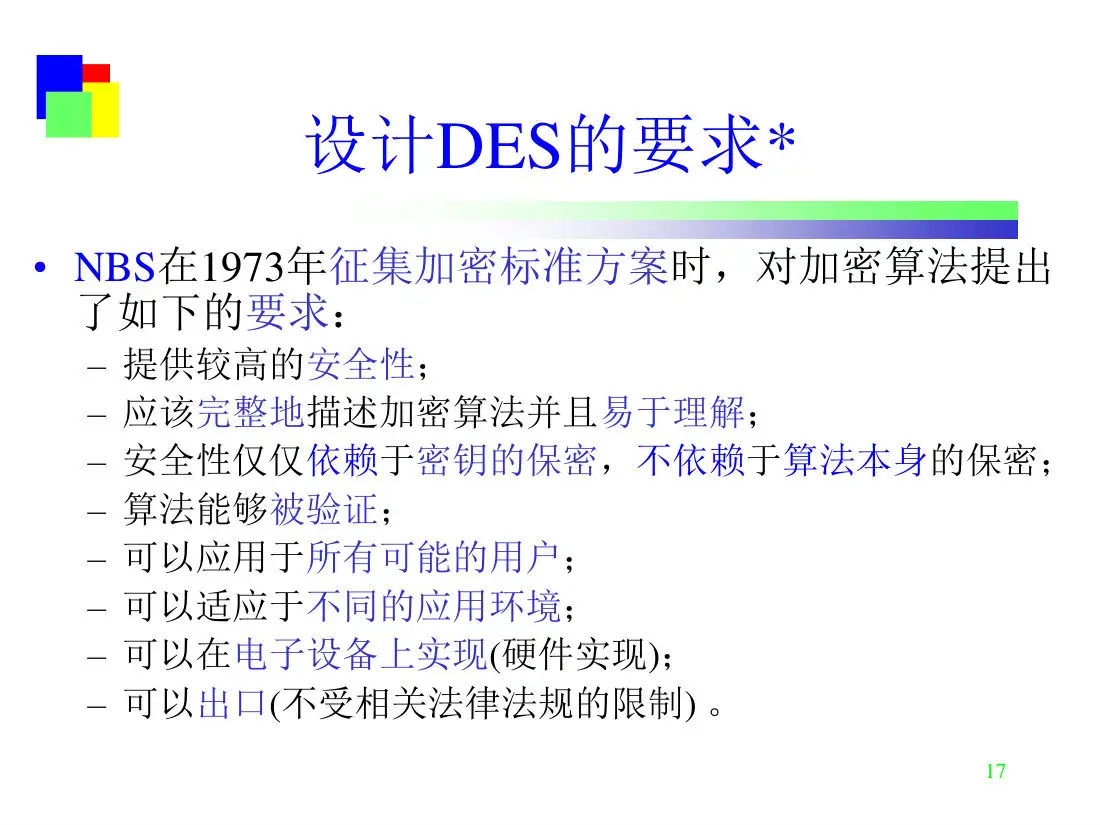 设计DES的要求*
• NBS在1973年征集加密标准方案时，对加密算法提出
了如下的要求：
– 提供较高的安全性；
– 应该完整地描述加密算法并且易于理解；
– 安全性仅仅依赖于密钥的保密，不依赖于算法本身的保密；
– 算法能够被验证；
– 可以应用于所有可能的用户；
– 可以适应于不同的应用环境；
– 可以在电子设备上实现(硬件实现)；
– 可以出口(不受相关法律法规的限制) 。
17